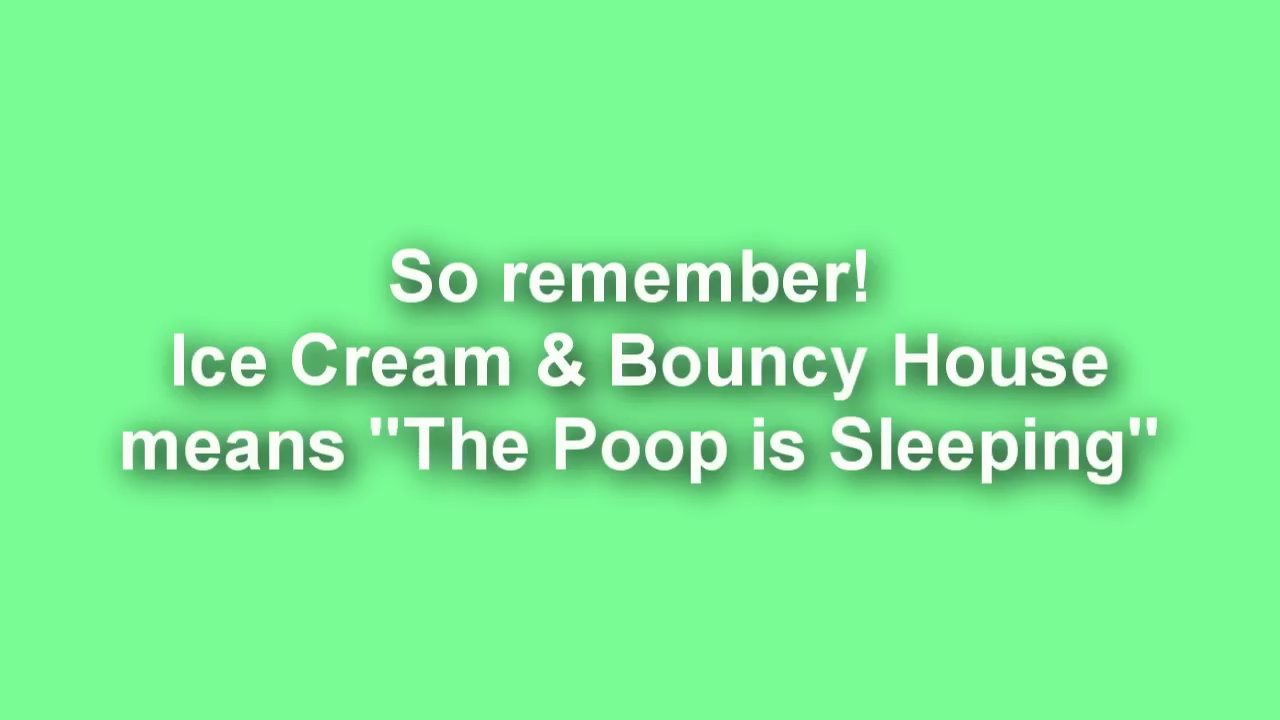 So remember!
Ice Cream & Bouncy House
means "The Poop is Sleeping"